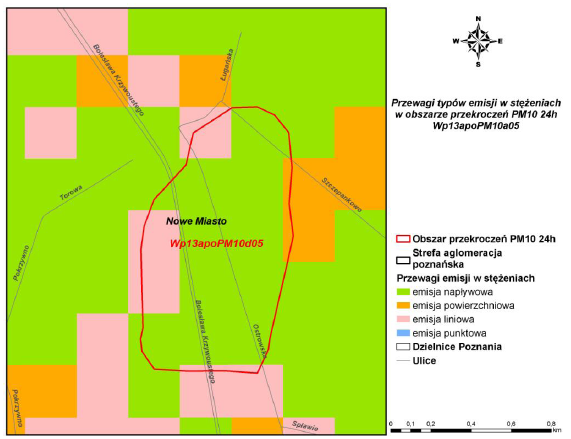 N
W E
S
Przewagi typów emisji w stężeniach
w obszarze przekroczeń PM10 24h
Wp13apoPM10a05
Bolesława Krzywoustego
Ługańska
Szczepankowo
Torowa
Pokrzywno
Nowe Miasto
Wp13apoPM10d05
Bolesława Krzywoustego
Ostrowska
Pokrzywno
Spławie
Obszar przekroczeń PM10 24h
Strefa aglomeracja
poznańska
Przewagi emisji w stężeniach
emisja napływowa
emisja powierzchniowa
emisja liniowa
emisja punktowa
Dzielnice Poznania
Ulice
0 0,1 0,2 0,4 0,6 0,8
km